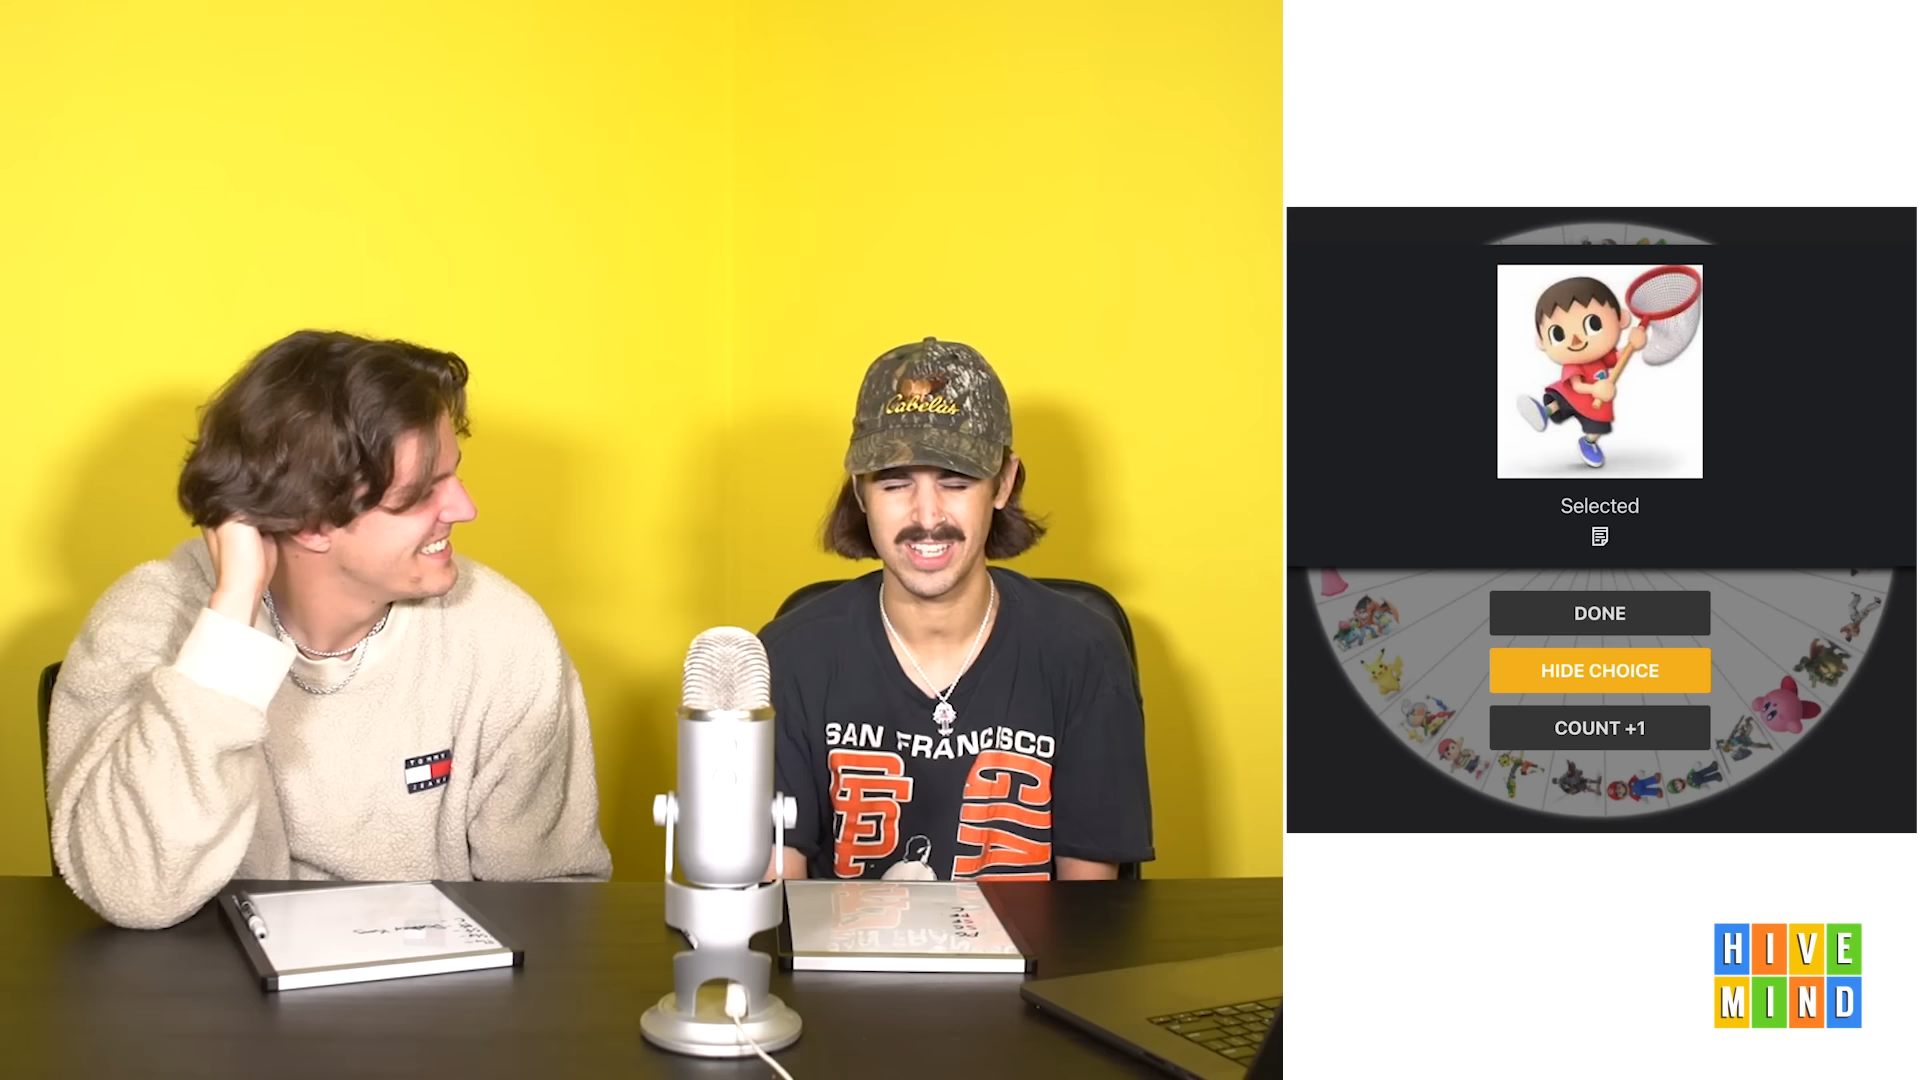 Cabela's
TOMMY
JEANS
SAN FRANCISCO
SF
GIA
Selected
DONE
HIDE CHOICE
COUNT +1
HIVE
MIND